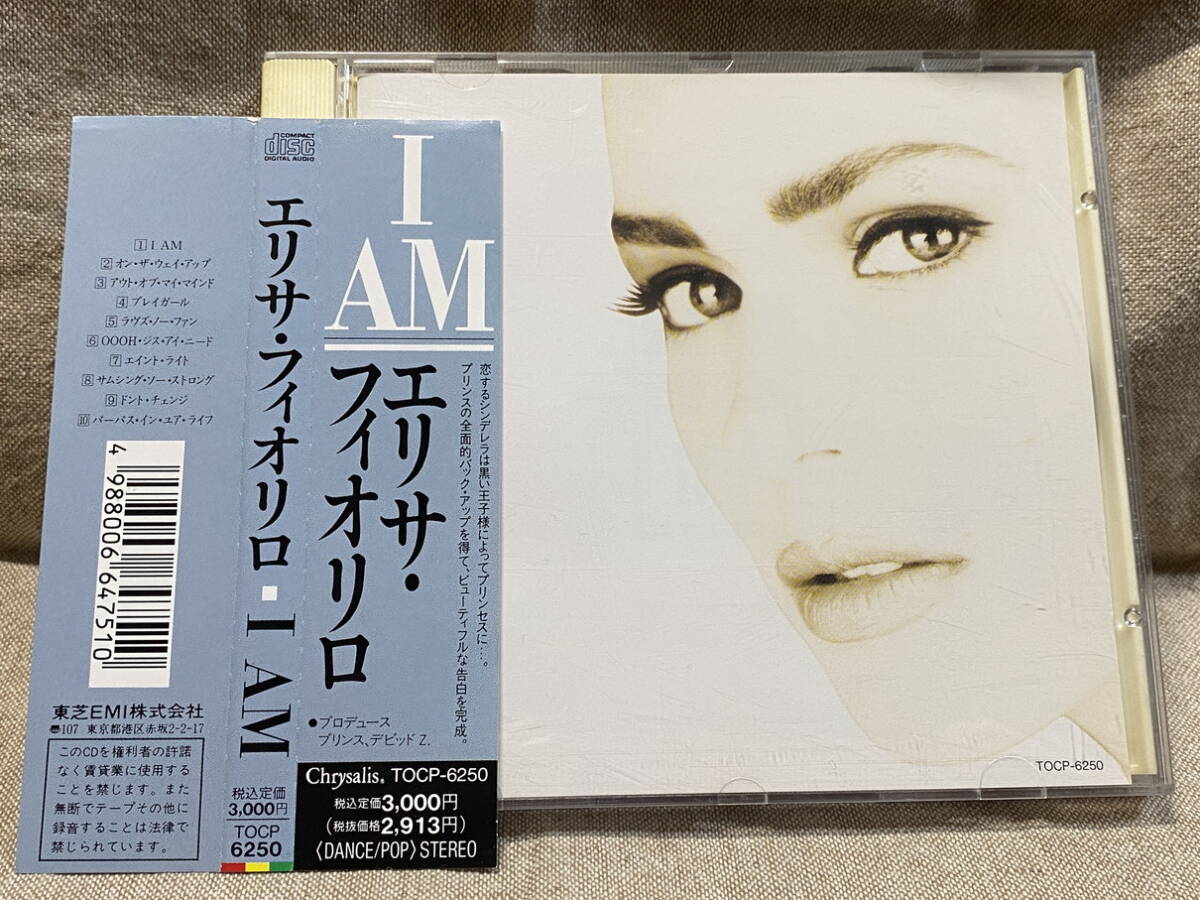 1 I AM
2 オン・ザ・ウェイ・アップ
3 アウト・オブ・マイ・マインド
4 プレイガール
5 ラヴズ・ノー・ファン
6 OOOH・ジス・アイ・ニード
7 エイント・ライト
8 サムシング・ソー・ストロング
9 ドント・チェンジ
10 パーパス・イン・ユア・ライフ
4 988006 647510
東芝EMI株式会社
〠107 東京都港区赤坂2-2-17
このCDを権利者の許諾
なく賃貸業に使用する
ことを禁じます。また
無断でテープその他に
録音することは法律で
禁じられています。
COMPACT
disc
DIGITAL AUDIO
エリサ・フィオリロ ■ I AM
税込定価
3,000円
TOCP
6250
I
AM
エリサ・
フィオリロ
恋するシンデレラは黒い王子様によってプリンセスに…。
プリンスの全面的バック・アップを得て、ビューティフルな告白を完成。
●プロデュース
プリンス、デビッドZ.
Chrysalis. TOCP-6250
税込定価3,000円
(税抜価格2,913円)
〈DANCE/POP〉STEREO
TOCP-6250